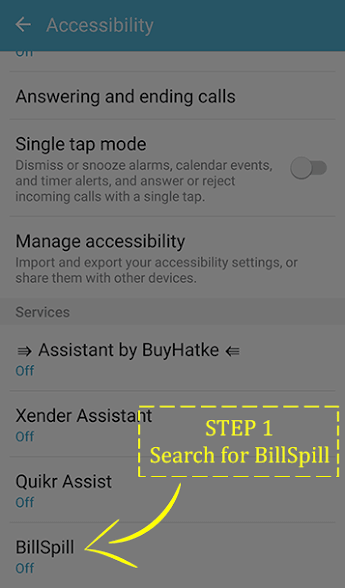 Accessibility
On
Answering and ending calls
Single tap mode
Dismiss or snooze alarms, calendar events,
and timer alerts, and answer or reject
incoming calls with a single tap.
Manage accessibility
Import and export your accessibility settings, or
share them with other devices.
Services
⇛ Assistant by BuyHatke ⇚
Off
Xender Assistant
Off
STEP 1
Search for BillSpill
Quikr Assist
Off
BillSpill
Off